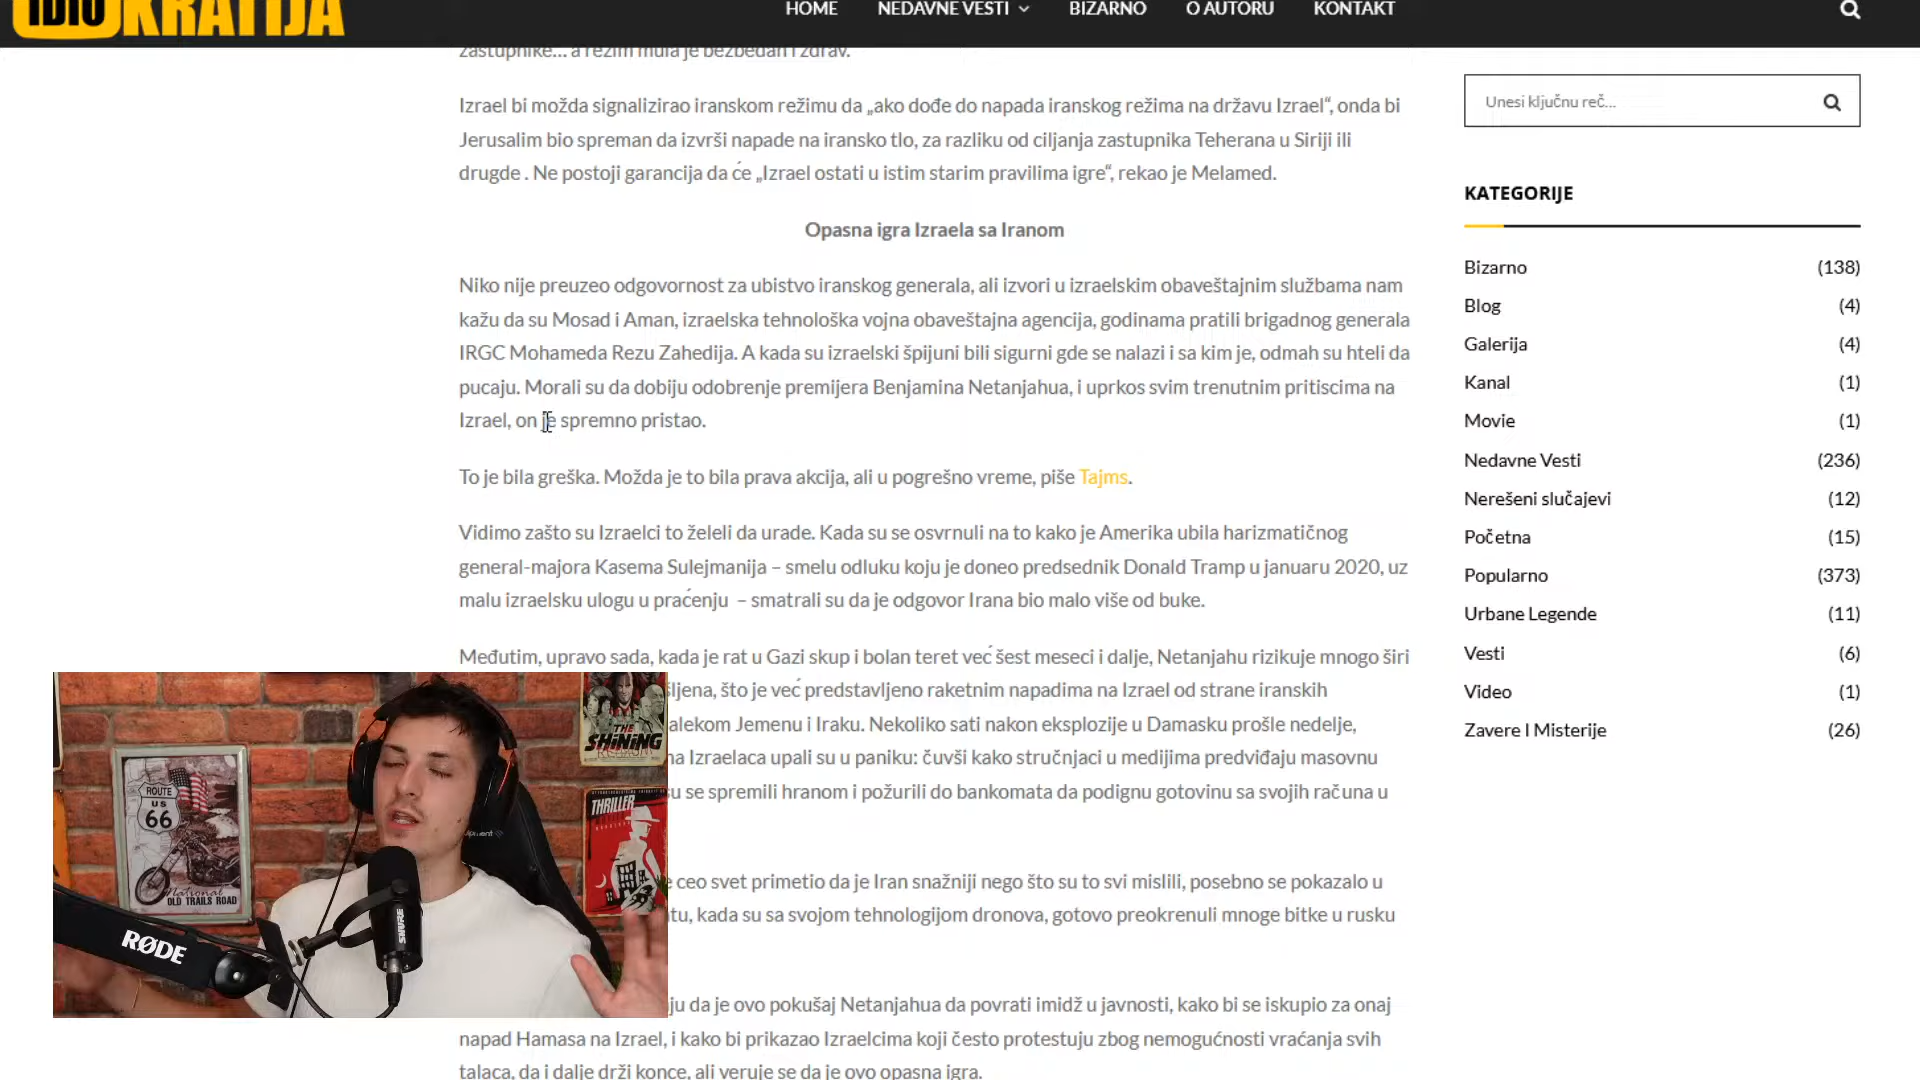 IDIO
KRATIJA
HOME NEDAVNE VESTI BIZARNO O AUTORU KONTAKT
zastupnike... a režim mula je bezbedan i zdrav.
Izrael bi možda signalizirao iranskom režimu da „ako dođe do napada iranskog režima na državu Izrael“, onda bi
Jerusalim bio spreman da izvrši napade na iransko tlo, za razliku od ciljanja zastupnika Teherana u Siriji ili
drugde . Ne postoji garancija da će „Izrael ostati u istim starim pravilima igre“, rekao je Melamed.
Opasna igra Izraela sa Iranom
Niko nije preuzeo odgovornost za ubistvo iranskog generala, ali izvori u izraelskim obaveštajnim službama nam
kažu da su Mosad i Aman, izraelska tehnološka vojna obaveštajna agencija, godinama pratili brigadnog generala
IRGC Mohameda Rezu Zahedija. A kada su izraelski špijuni bili sigurni gde se nalazi i sa kim je, odmah su hteli da
pucaju. Morali su da dobiju odobrenje premijera Benjamina Netanjahua, i uprkos svim trenutnim pritiscima na
Izrael, on je spremno pristao.
To je bila greška. Možda je to bila prava akcija, ali u pogrešno vreme, piše Tajms.
Vidimo zašto su Izraelci to želeli da urade. Kada su se osvrnuli na to kako je Amerika ubila harizmatičnog
general-majora Kasema Sulejmanija – smelu odluku koju je doneo predsednik Donald Tramp u januaru 2020, uz
malu izraelsku ulogu u praćenju – smatrali su da je odgovor Irana bio malo više od buke.
Međutim, upravo sada, kada je rat u Gazi skup i bolan teret već šest meseci i dalje, Netanjahu rizikuje mnogo širi
šljena, što je već predstavljeno raketnim napadima na Izrael od strane iranskih
alekom Jemenu i Iraku. Nekoliko sati nakon eksplozije u Damasku prošle nedelje,
na Izraelaca upali su u paniku: čuvši kako stručnjaci u medijima predviđaju masovnu
su se spremili hranom i požurili do bankomata da podignu gotovinu sa svojih računa u
e ceo svet primetio da je Iran snažniji nego što su to svi mislili, posebno se pokazalo u
tu, kada su sa svojom tehnologijom dronova, gotovo preokrenuli mnoge bitke u rusku
ju da je ovo pokušaj Netanjahua da povrati imidž u javnosti, kako bi se iskupio za onaj
napad Hamasa na Izrael, i kako bi prikazao Izraelcima koji često protestuju zbog nemogućnosti vraćanja svih
talaca, da i dalje drži konce, ali veruje se da je ovo opasna igra.
Unesi ključnu reč...
KATEGORIJE
Bizarno (138)
Blog (4)
Galerija (4)
Kanal (1)
Movie (1)
Nedavne Vesti (236)
Nerešeni slučajevi (12)
Početna (15)
Popularno (373)
Urbane Legende (11)
Vesti (6)
Video (1)
Zavere I Misterije (26)
ROUTE
US
66
National
OLD TRAILS ROAD
THE
SHINING
THRILLER
RØDE
SHURE